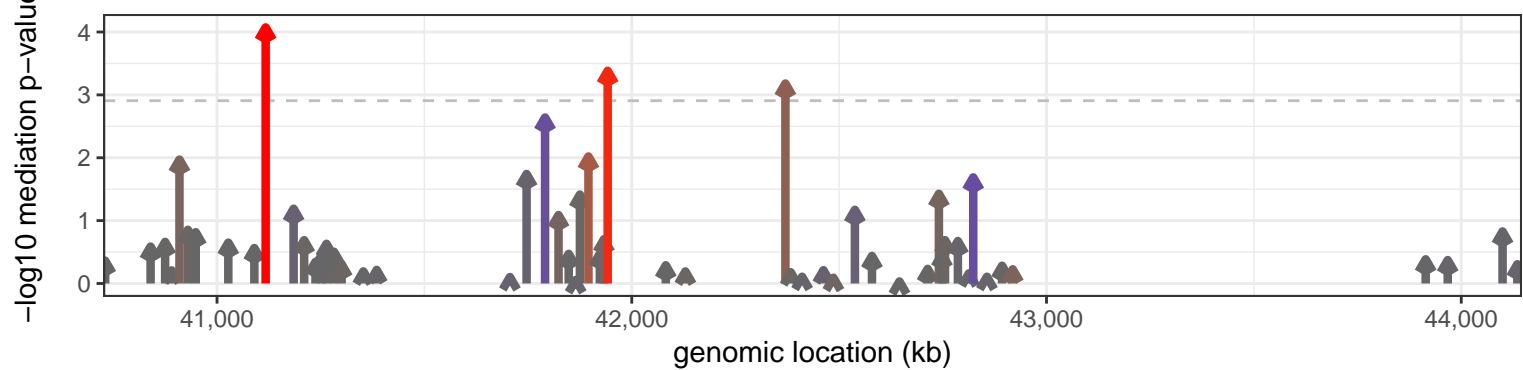 −log10 mediation p−value
4
3
2
1
0
41,000 42,000 43,000 44,000
genomic location (kb)